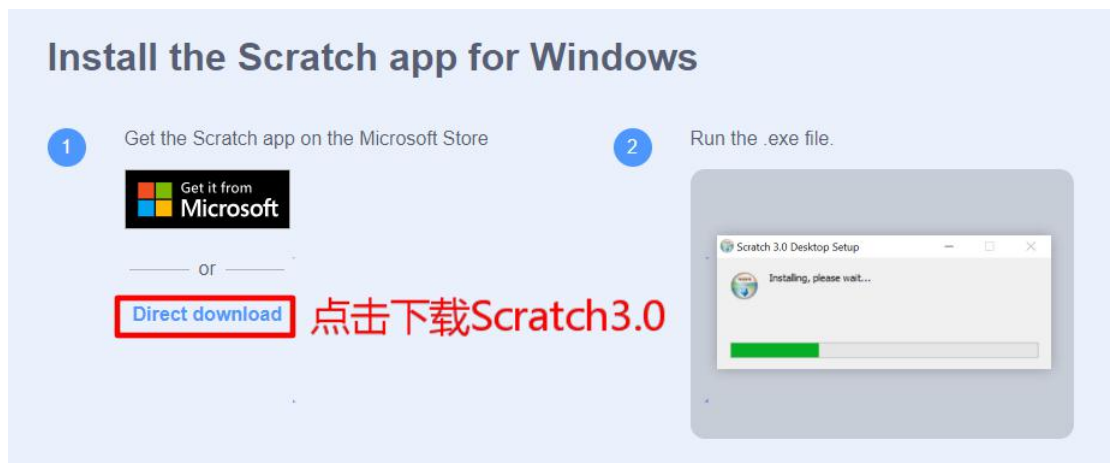 Install the Scratch app for Windows
1
Get the Scratch app on the Microsoft Store
Get it from
Microsoft
or
Direct download
点击下载Scratch3.0
2
Run the .exe file.
Scratch 3.0 Desktop Setup
Installing, please wait...